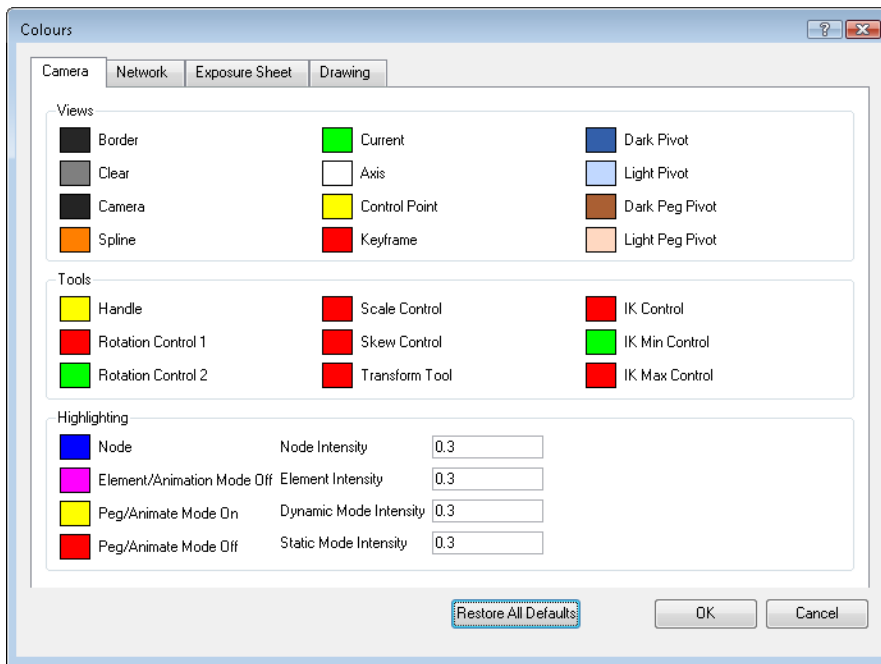 Colours
Camera Network Exposure Sheet Drawing
Views
Border Current Dark Pivot
Clear Axis Light Pivot
Camera Control Point Dark Peg Pivot
Spline Keyframe Light Peg Pivot
Tools
Handle Scale Control IK Control
Rotation Control 1 Skew Control IK Min Control
Rotation Control 2 Transform Tool IK Max Control
Highlighting
Node Node Intensity 0.3
Element/Animation Mode Off Element Intensity 0.3
Peg/Animate Mode On Dynamic Mode Intensity 0.3
Peg/Animate Mode Off Static Mode Intensity 0.3
Restore All Defaults OK Cancel